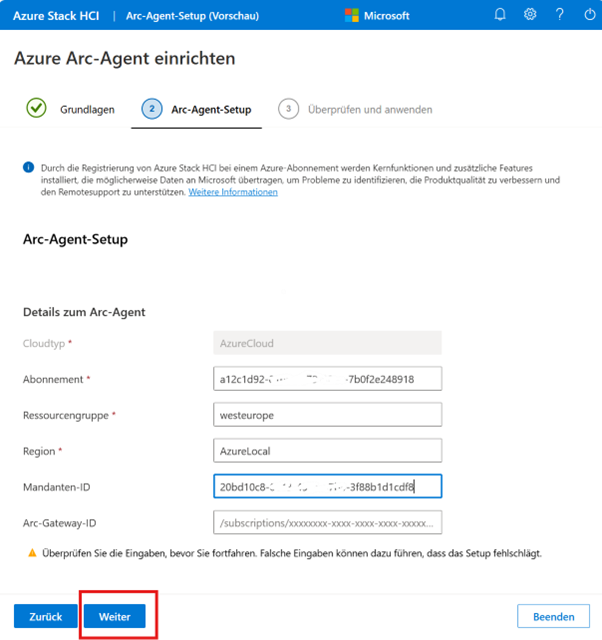 Azure Stack HCI | Arc-Agent-Setup (Vorschau) Microsoft ?
Azure Arc-Agent einrichten
Grundlagen 2 Arc-Agent-Setup 3 Überprüfen und anwenden
Durch die Registrierung von Azure Stack HCI bei einem Azure-Abonnement werden Kernfunktionen und zusätzliche Features
installiert, die möglicherweise Daten an Microsoft übertragen, um Probleme zu identifizieren, die Produktqualität zu verbessern und
den Remotesupport zu unterstützen. Weitere Informationen
Arc-Agent-Setup
Details zum Arc-Agent
Cloudtyp * AzureCloud
Abonnement * a12c1d92- -7b0f2e248918
Ressourcengruppe * westeurope
Region * AzureLocal
Mandanten-ID 20bd10c8- -3f88b1d1cdf8
Arc-Gateway-ID /subscriptions/xxxxxxxx-xxxx-xxxx-xxxx-xxxxx...
Überprüfen Sie die Eingaben, bevor Sie fortfahren. Falsche Eingaben können dazu führen, dass das Setup fehlschlägt.
Zurück Weiter Beenden